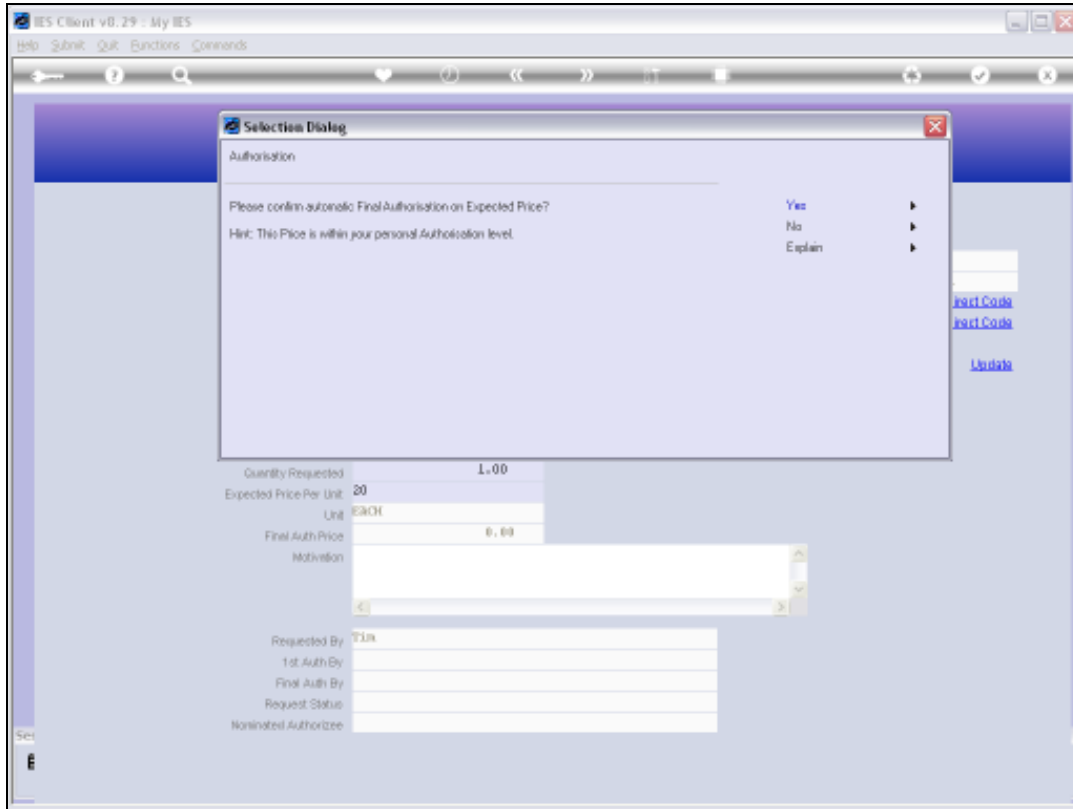 IES Client v8.29 : My IES
Help Submit Quit Functions Commands
Selection Dialog
Authorisation
Please confirm automatic Final Authorisation on Expected Price?
Yes
Hint: This Price is within your personal Authorisation level.
No
Explain
irect Code
irect Code
Update
Quantity Requested 1.00
Expected Price Per Unit 20
Unit EACH
Final Auth Price 0.00
Motivation
Requested By Tim
1st Auth By
Final Auth By
Request Status
Nominated Authorizee
Ses